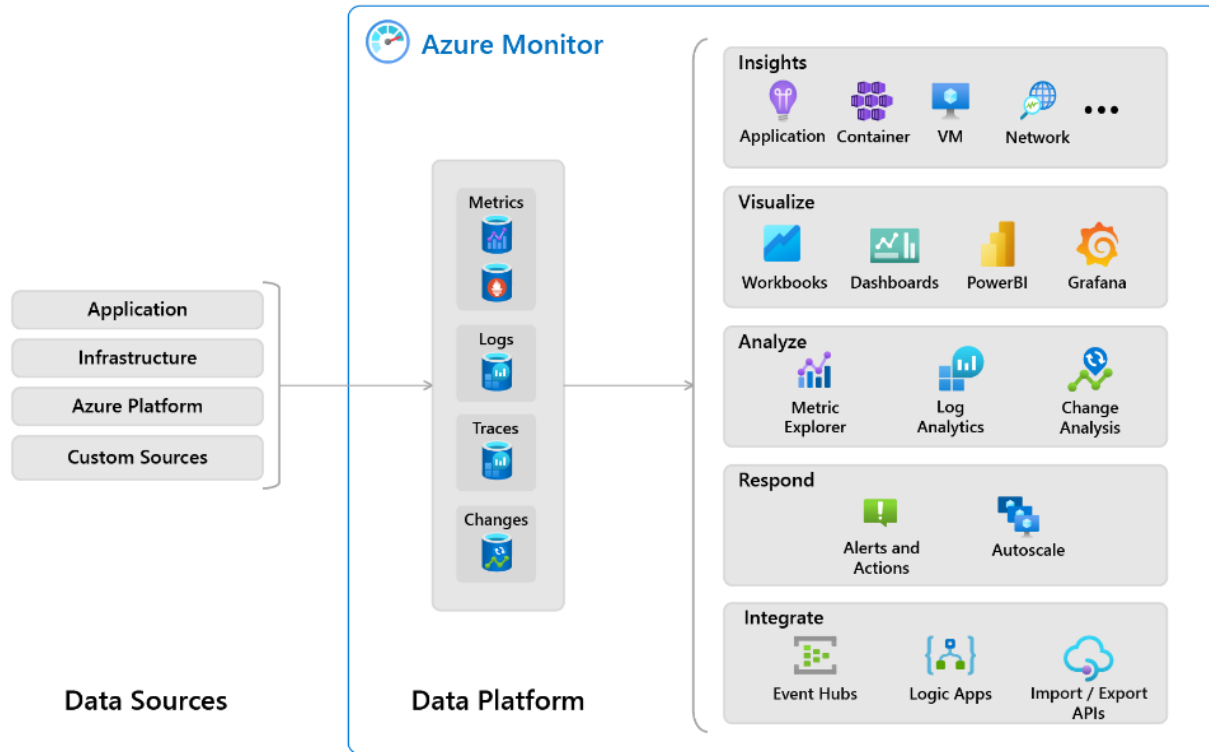 Azure Monitor
Application
Infrastructure
Azure Platform
Custom Sources
Data Sources
Metrics
Logs
Traces
Changes
Data Platform
Insights
Application
Container
VM
Network
...
Visualize
Workbooks
Dashboards
PowerBI
Grafana
Analyze
Metric
Explorer
Log
Analytics
Change
Analysis
Respond
Alerts and
Actions
Autoscale
Integrate
Event Hubs
Logic Apps
Import / Export
APIs